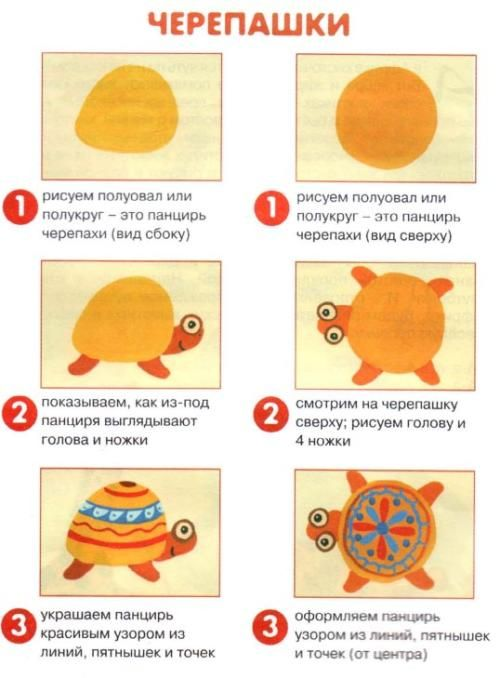 ЧЕРЕПАШКИ
1
рисуем полуовал или
полукруг – это панцирь
черепахи (вид сбоку)
1
рисуем полуовал или
полукруг – это панцирь
черепахи (вид сверху)
2
показываем, как из-под
панциря выглядывают
голова и ножки
2
смотрим на черепашку
сверху; рисуем голову и
4 ножки
3
украшаем панцирь
красивым узором из
линий, пятнышек и точек
3
оформляем панцирь
узором из линий, пятнышек
и точек (от центра)